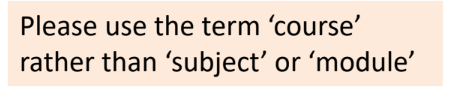 Please use the term ‘course’
rather than ‘subject’ or ‘module’